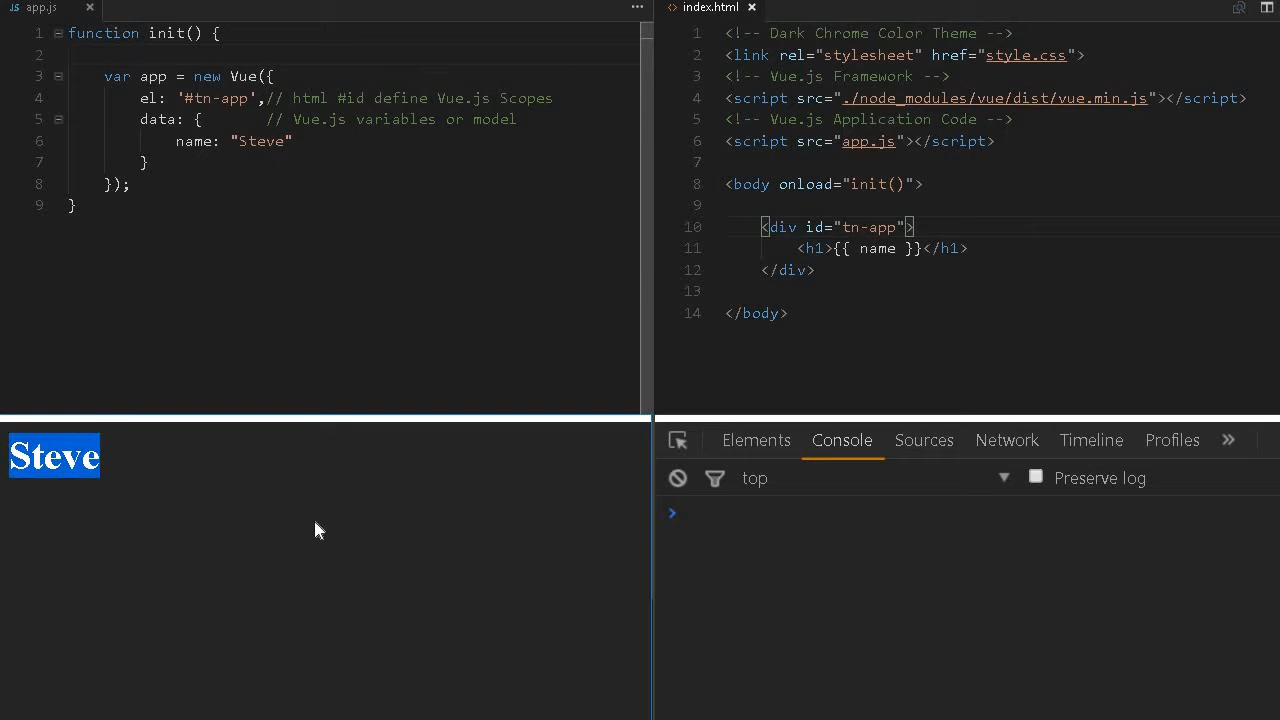 app.js
1 function init() {
2
3 var app = new Vue({
4 el: '#tn-app',// html #id define Vue.js Scopes
5 data: { // Vue.js variables or model
6 name: "Steve"
7 }
8 });
9 }
index.html
1 <!-- Dark Chrome Color Theme -->
2 <link rel="stylesheet" href="style.css">
3 <!-- Vue.js Framework -->
4 <script src="./node_modules/vue/dist/vue.min.js"></script>
5 <!-- Vue.js Application Code -->
6 <script src="app.js"></script>
7
8 <body onload="init()">
9
10 <div id="tn-app">
11 <h1>{{ name }}</h1>
12 </div>
13
14 </body>
Steve
Elements Console Sources Network Timeline Profiles »
top Preserve log